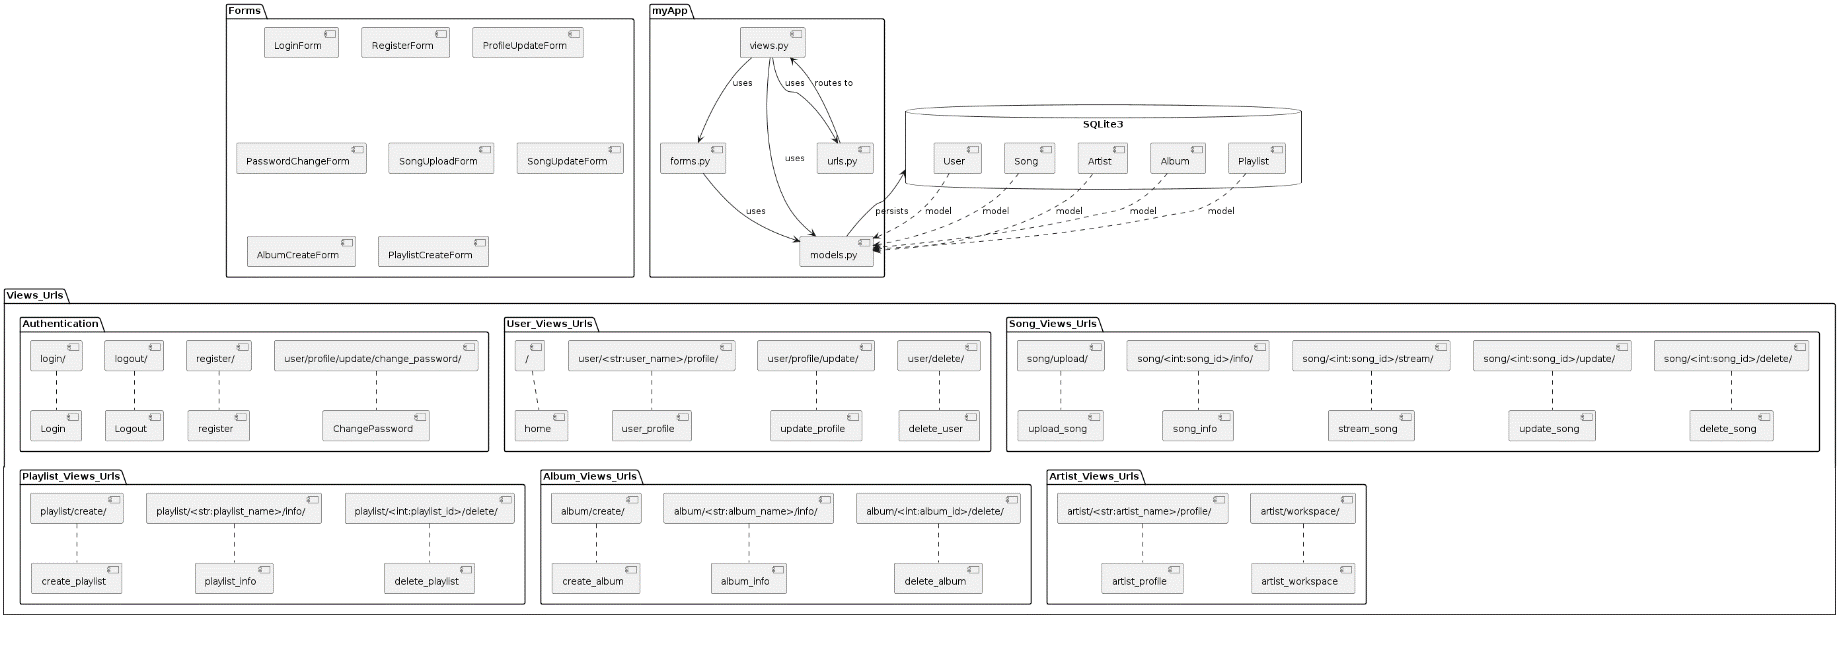 Forms
LoginForm
RegisterForm
ProfileUpdateForm
PasswordChangeForm
SongUploadForm
SongUpdateForm
AlbumCreateForm
PlaylistCreateForm
myApp
views.py
uses
uses
routes to
forms.py
uses
urls.py
uses
persists
models.py
SQLite3
User
Song
Artist
Album
Playlist
model
model
model
model
model
Views_Urls
Authentication
login/
logout/
register/
user/profile/update/change_password/
Login
Logout
register
ChangePassword
User_Views_Urls
/
user/<str:user_name>/profile/
user/profile/update/
user/delete/
home
user_profile
update_profile
delete_user
Song_Views_Urls
song/upload/
song/<int:song_id>/info/
song/<int:song_id>/stream/
song/<int:song_id>/update/
song/<int:song_id>/delete/
upload_song
song_info
stream_song
update_song
delete_song
Playlist_Views_Urls
playlist/create/
playlist/<str:playlist_name>/info/
playlist/<int:playlist_id>/delete/
create_playlist
playlist_info
delete_playlist
Album_Views_Urls
album/create/
album/<str:album_name>/info/
album/<int:album_id>/delete/
create_album
album_info
delete_album
Artist_Views_Urls
artist/<str:artist_name>/profile/
artist/workspace/
artist_profile
artist_workspace